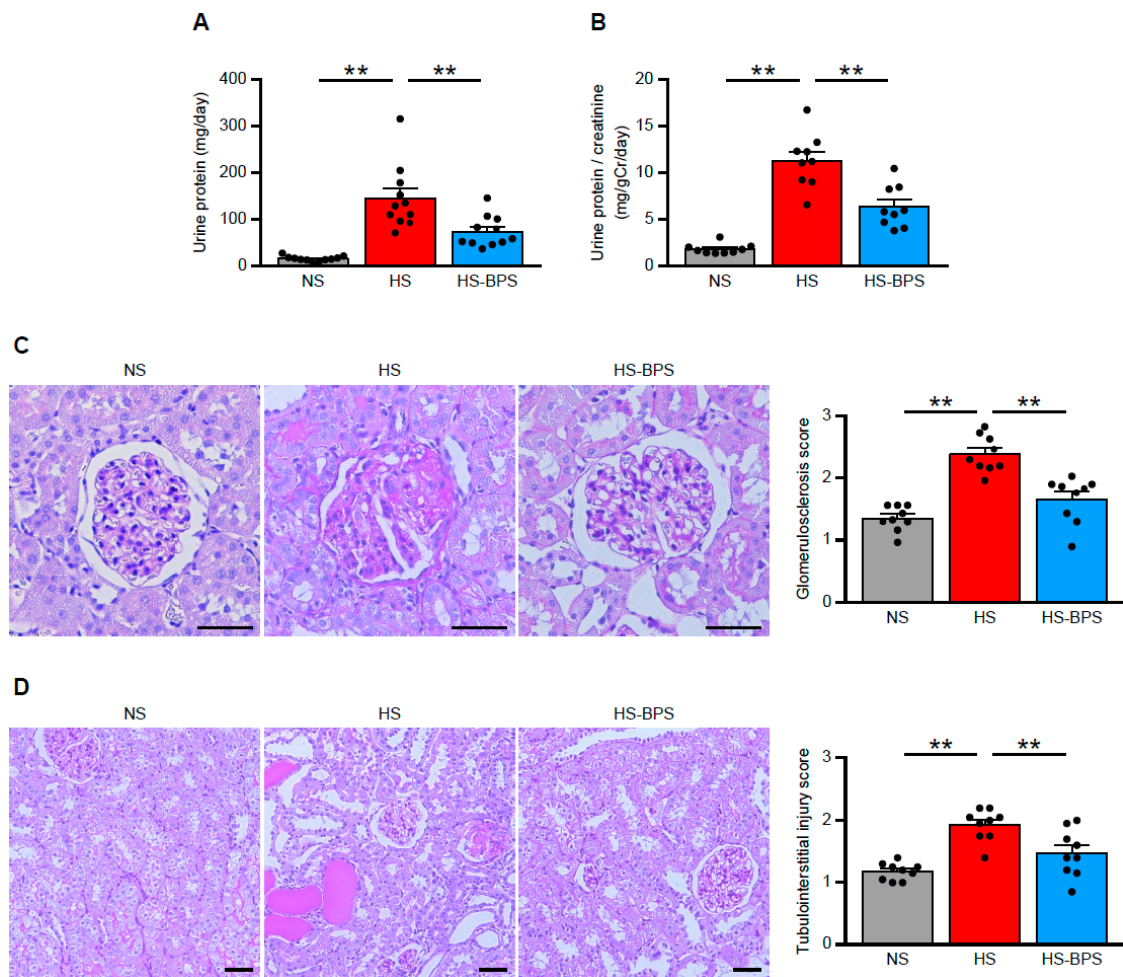 A
Urine protein (mg/day)
400
300
200
100
0
**
**
NS
HS
HS-BPS
B
Urine protein / creatinine
(mg/gCr/day)
20
15
10
5
0
**
**
NS
HS
HS-BPS
C
NS
HS
HS-BPS
Glomerulosclerosis score
3
2
1
0
**
**
NS
HS
HS-BPS
D
NS
HS
HS-BPS
Tubulointerstitial injury score
3
2
1
0
**
**
NS
HS
HS-BPS